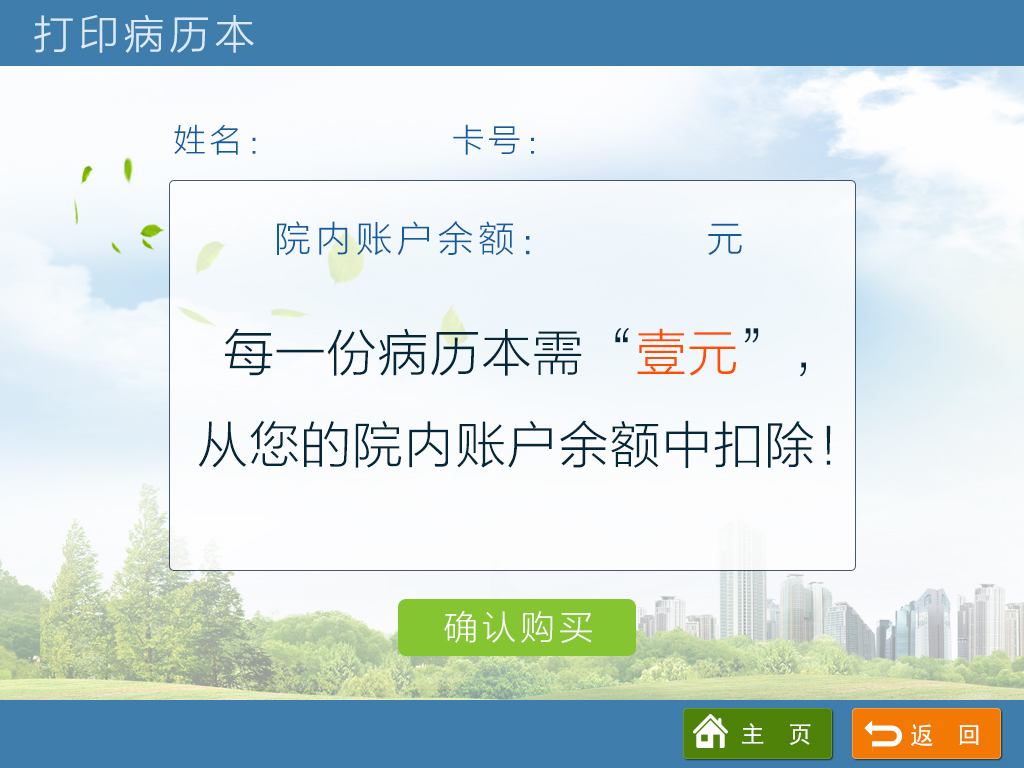 打印病历本
姓名： 卡号：
院内账户余额： 元
每一份病历本需“壹元”，
从您的院内账户余额中扣除！
确认购买
主 页 返 回